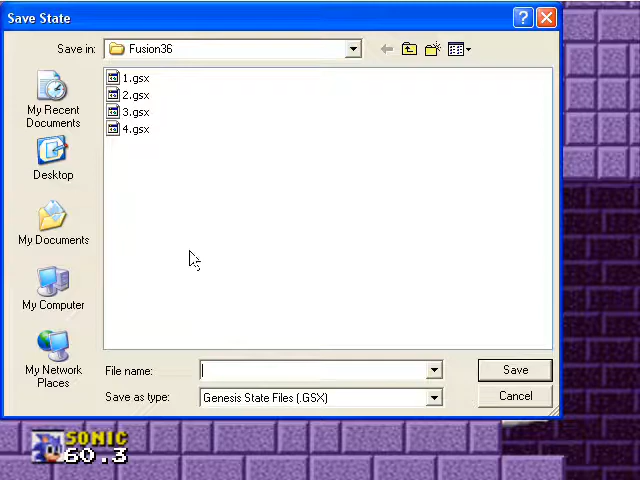 Save State
Save in: Fusion36
1.gsx
2.gsx
3.gsx
4.gsx
My Recent
Documents
Desktop
My Documents
My Computer
My Network
Places
File name:
Save
Save as type: Genesis State Files (.GSX)
Cancel
SONIC
60.3